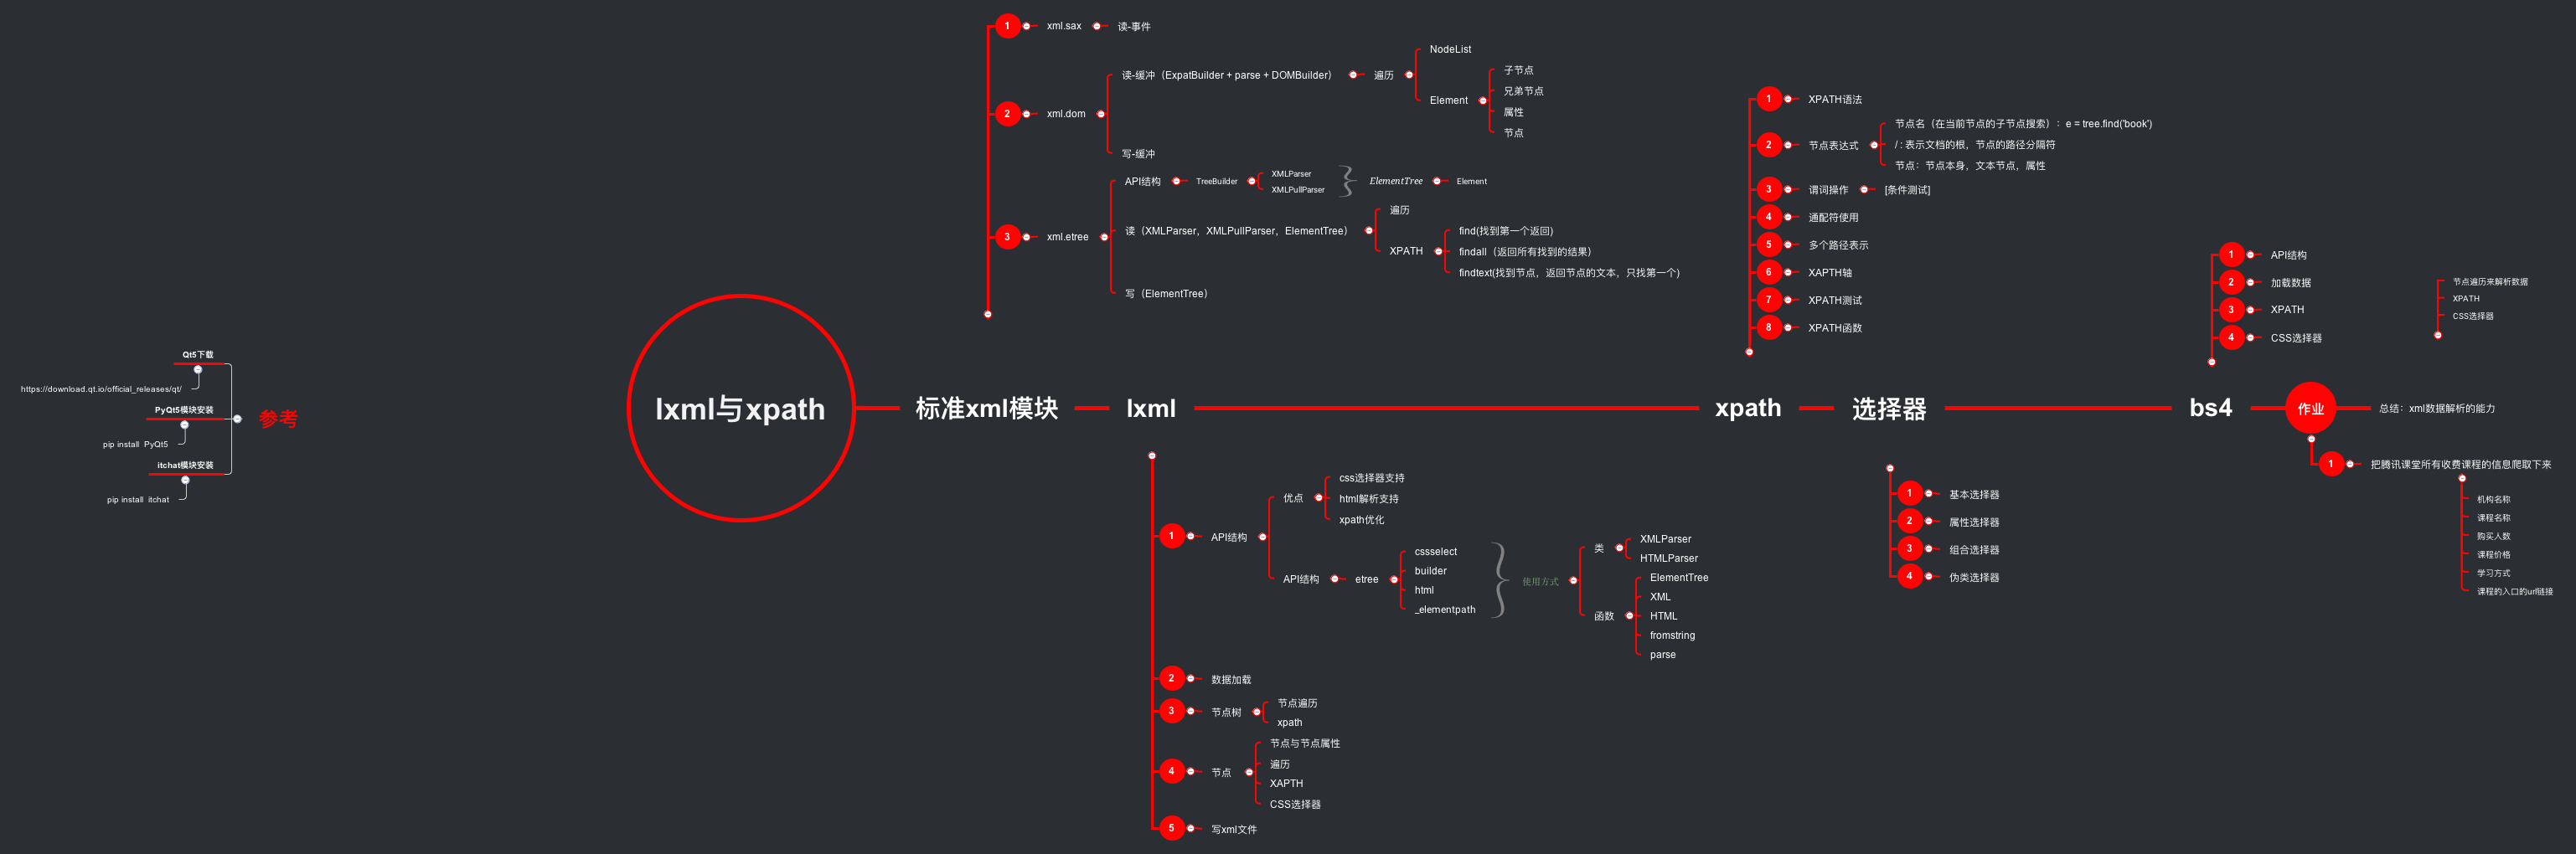 lxml与xpath
标准xml模块
1
xml.sax
读-事件
2
xml.dom
读-缓冲（ExpatBuilder + parse + DOMBuilder）
遍历
NodeList
Element
子节点
兄弟节点
属性
节点
写-缓冲
3
xml.etree
API结构
TreeBuilder
XMLParser
XMLPullParser
ElementTree
Element
读（XMLParser，XMLPullParser，ElementTree）
遍历
XPATH
find(找到第一个返回)
findall（返回所有找到的结果）
findtext(找到节点，返回节点的文本，只找第一个)
写（ElementTree）
lxml
1
API结构
优点
css选择器支持
html解析支持
xpath优化
API结构
etree
cssselect
builder
html
_elementpath
使用方式
类
XMLParser
HTMLParser
函数
ElementTree
XML
HTML
fromstring
parse
2
数据加载
3
节点树
节点遍历
xpath
4
节点
节点与节点属性
遍历
XAPTH
CSS选择器
5
写xml文件
xpath
1
XPATH语法
2
节点表达式
节点名（在当前节点的子节点搜索）：e = tree.find('book')
/ : 表示文档的根，节点的路径分隔符
节点：节点本身，文本节点，属性
3
谓词操作
[条件测试]
4
通配符使用
5
多个路径表示
6
XAPTH轴
7
XPATH测试
8
XPATH函数
选择器
1
基本选择器
2
属性选择器
3
组合选择器
4
伪类选择器
bs4
1
API结构
2
加载数据
3
XPATH
4
CSS选择器
作业
总结：xml数据解析的能力
节点遍历来解析数据
XPATH
CSS选择器
1
把腾讯课堂所有收费课程的信息爬取下来
机构名称
课程名称
购买人数
课程价格
学习方式
课程的入口的url链接
参考
Qt5下载
https://download.qt.io/official_releases/qt/
PyQt5模块安装
pip install  PyQt5
itchat模块安装
pip install  itchat